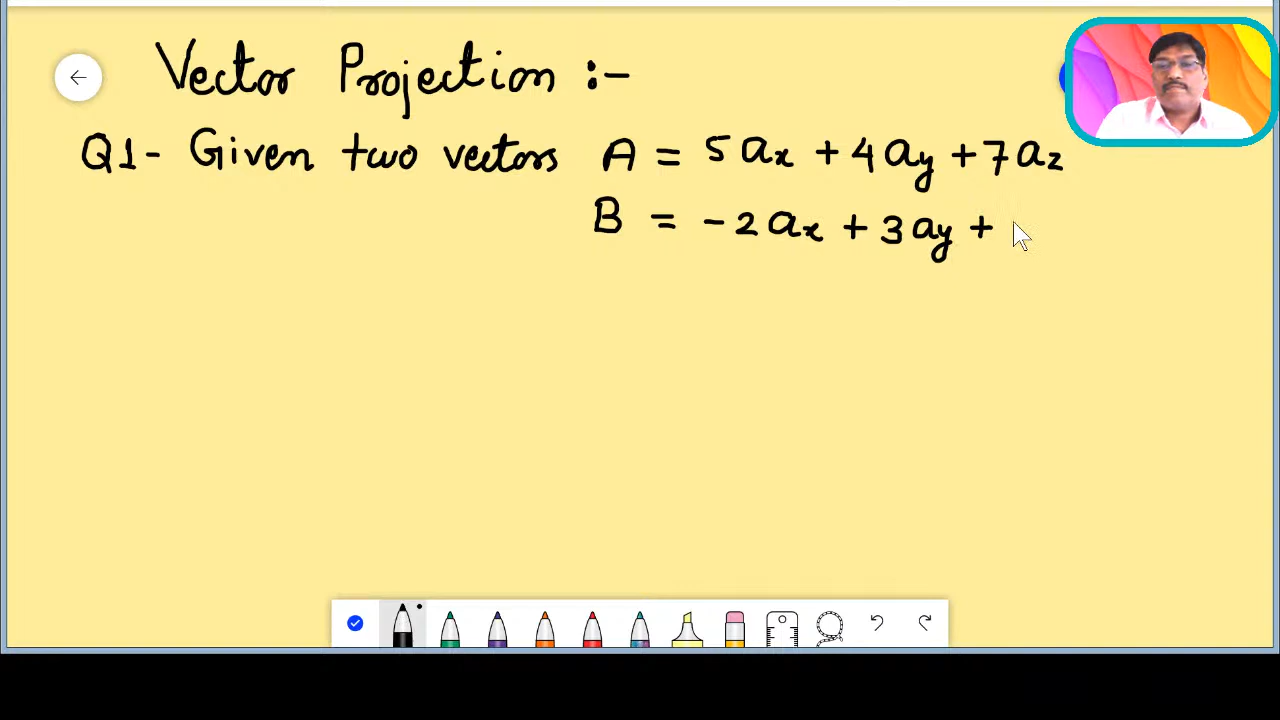 Vector Projection :-
Q1- Given two vectors A = 5ax + 4ay + 7az
B = -2ax + 3ay +